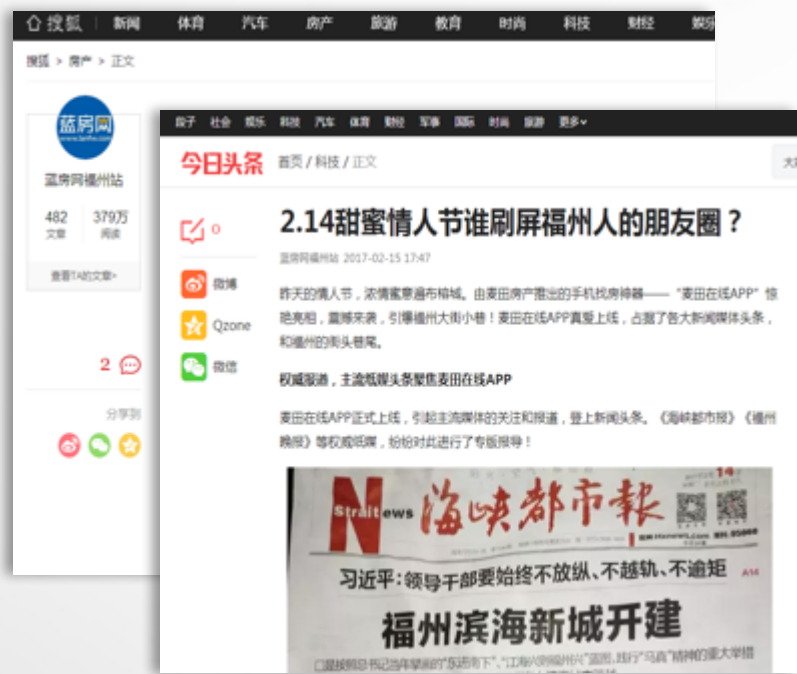 搜狐 新闻 体育 汽车 房产 旅游 教育 时尚 科技 财经 娱乐
搜狐 > 房产 > 正文
蓝房网
蓝房网福州站
482 379万
文章 阅读
查看TA的文章>
2
分享到
段子 社会 娱乐 科技 汽车 体育 财经 军事 国际 时尚 旅游 更多
今日头条 首页 / 科技 / 正文
0
微博
Qzone
微信
2.14甜蜜情人节谁刷屏福州人的朋友圈？
蓝房网福州站 2017-02-15 17:47
昨天的情人节，浓情蜜意遍布榕城。由麦田房产推出的手机找房神器——“麦田在线APP”惊
艳亮相，震撼来袭，引爆福州大街小巷！麦田在线APP真爱上线，占据了各大新闻媒体头条，
和福州的街头巷尾。
权威报道，主流纸媒头条聚焦麦田在线APP
麦田在线APP正式上线，引起主流媒体的关注和报道，登上新闻头条。《海峡都市报》《福州
晚报》等权威纸媒，纷纷对此进行了专版报导！
Strait News 海峡都市報
14
习近平:领导干部要始终不放纵、不越轨、不逾矩 A14
福州滨海新城开建